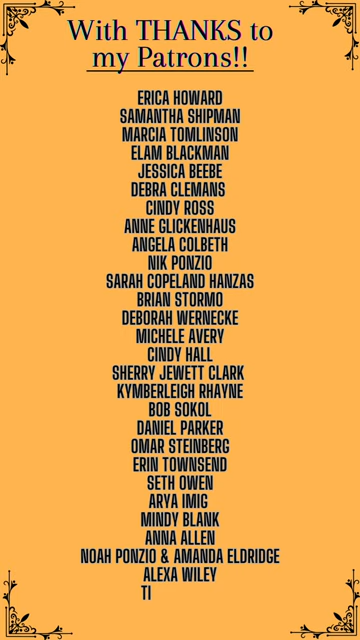 With THANKS to
my Patrons!!
ERICA HOWARD
SAMANTHA SHIPMAN
MARCIA TOMLINSON
ELAM BLACKMAN
JESSICA BEEBE
DEBRA CLEMANS
CINDY ROSS
ANNE GLICKENHAUS
ANGELA COLBETH
NIK PONZIO
SARAH COPELAND HANZAS
BRIAN STORMO
DEBORAH WERNECKE
MICHELE AVERY
CINDY HALL
SHERRY JEWETT CLARK
KYMBERLEIGH RHAYNE
BOB SOKOL
DANIEL PARKER
OMAR STEINBERG
ERIN TOWNSEND
SETH OWEN
ARYA IMIG
MINDY BLANK
ANNA ALLEN
NOAH PONZIO & AMANDA ELDRIDGE
ALEXA WILEY
TI